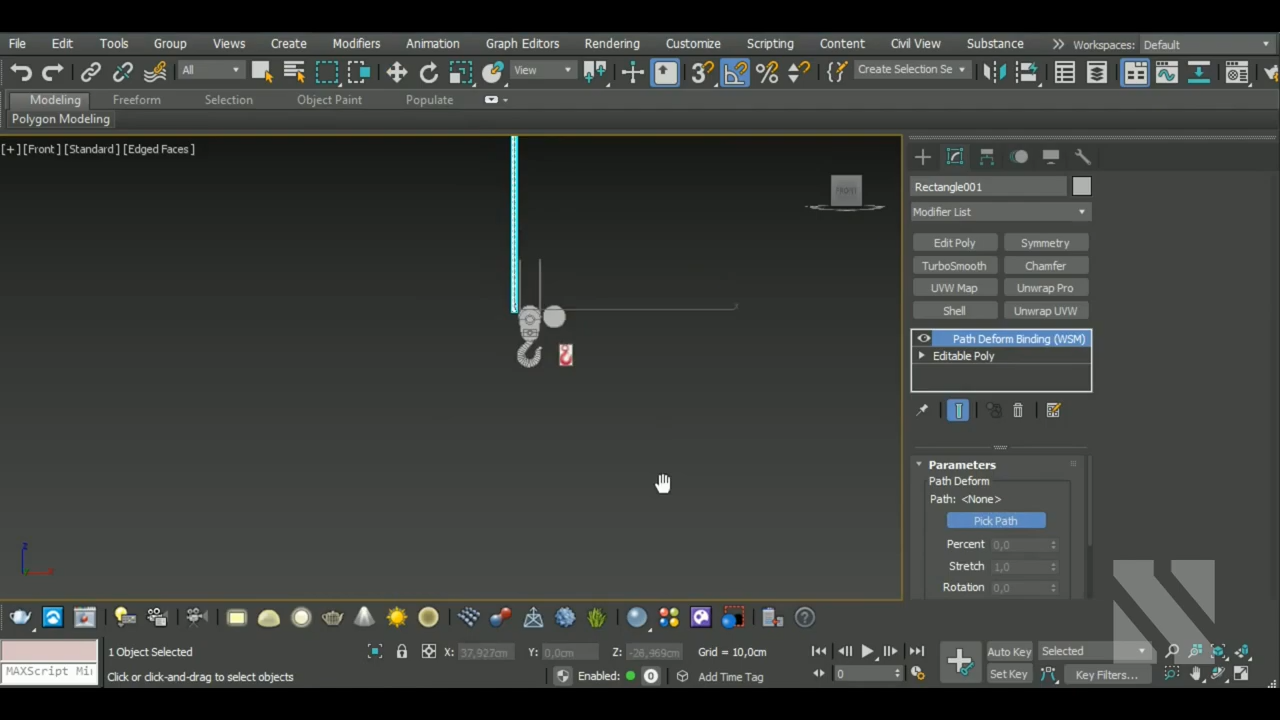 File Edit Tools Group Views Create Modifiers Animation Graph Editors Rendering Customize Scripting Content Civil View Substance Workspaces: Default
All View Create Selection Se
Modeling Freeform Selection Object Paint Populate
Polygon Modeling
[+] [Front] [Standard] [Edged Faces]
Rectangle001
Modifier List
Edit Poly Symmetry
TurboSmooth Chamfer
UVW Map Unwrap Pro
Shell Unwrap UVW
Path Deform Binding (WSM)
Editable Poly
Parameters
Path Deform
Path: <None>
Pick Path
Percent 0,0
Stretch 1,0
Rotation 0,0
z
1 Object Selected X: 37,927cm Y: 0,0cm Z: -26,469cm Grid = 10,0cm Auto Key Selected
MAXScript Mi Click or click-and-drag to select objects Enabled: 0 Add Time Tag 0 Set Key Key Filters...